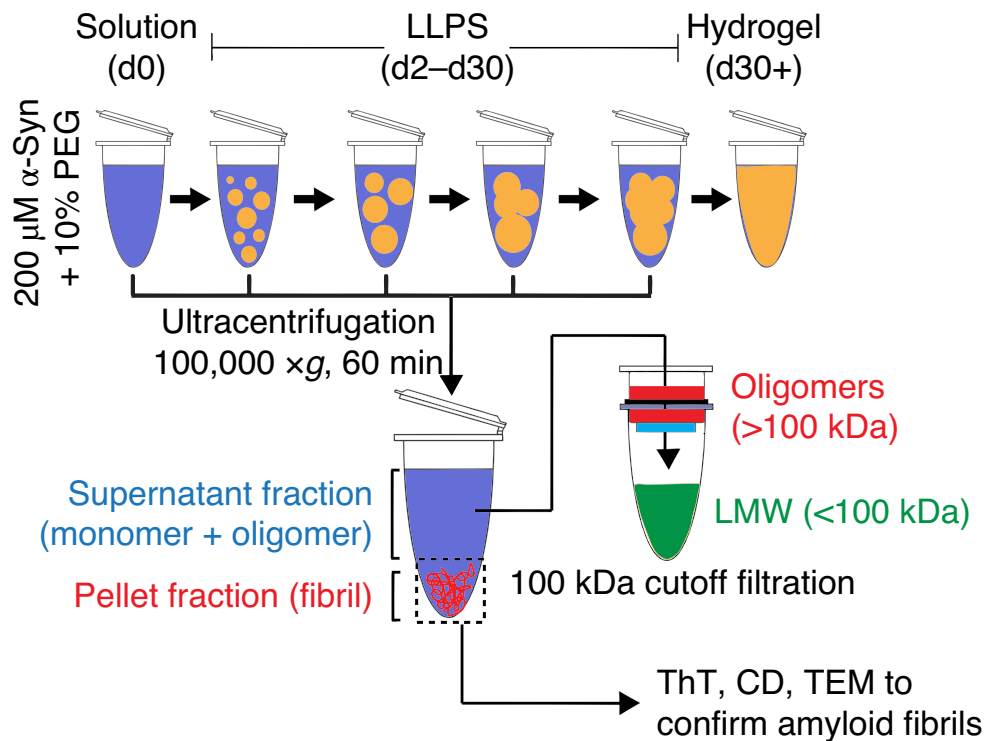 Solution
(d0)
LLPS
(d2–d30)
Hydrogel
(d30+)
200 µM α-Syn
+ 10% PEG
Ultracentrifugation
100,000 ×g, 60 min
Oligomers
(>100 kDa)
LMW (<100 kDa)
Supernatant fraction
(monomer + oligomer)
Pellet fraction (fibril)
100 kDa cutoff filtration
ThT, CD, TEM to
confirm amyloid fibrils